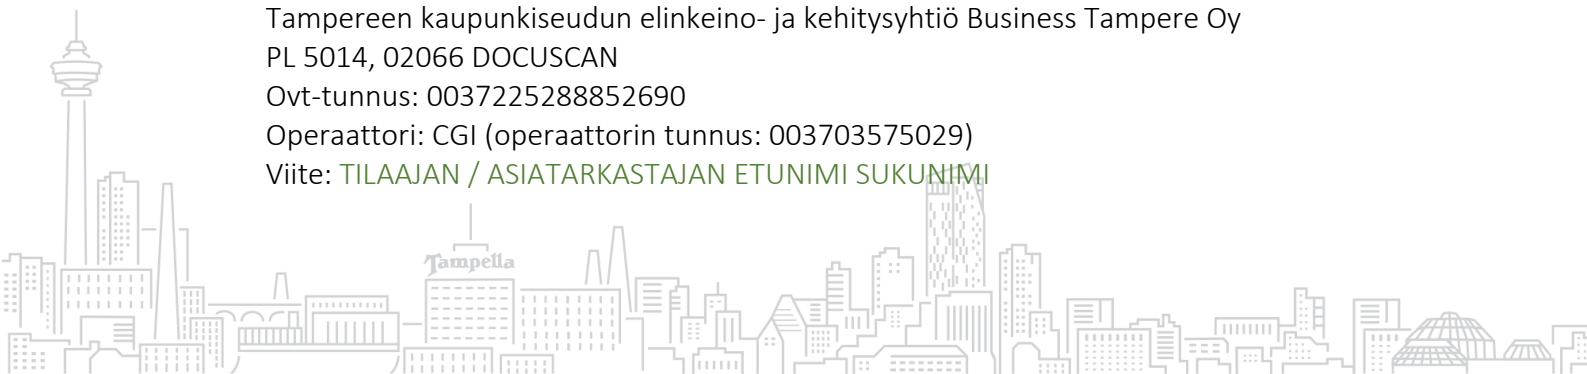 Tampereen kaupunkiseudun elinkeino- ja kehitysyhtiö Business Tampere Oy
PL 5014, 02066 DOCUSCAN
Ovt-tunnus: 0037225288852690
Operaattori: CGI (operaattorin tunnus: 003703575029)
Viite: TILAAJAN / ASIATARKASTAJAN ETUNIMI SUKUNIMI
Tampella